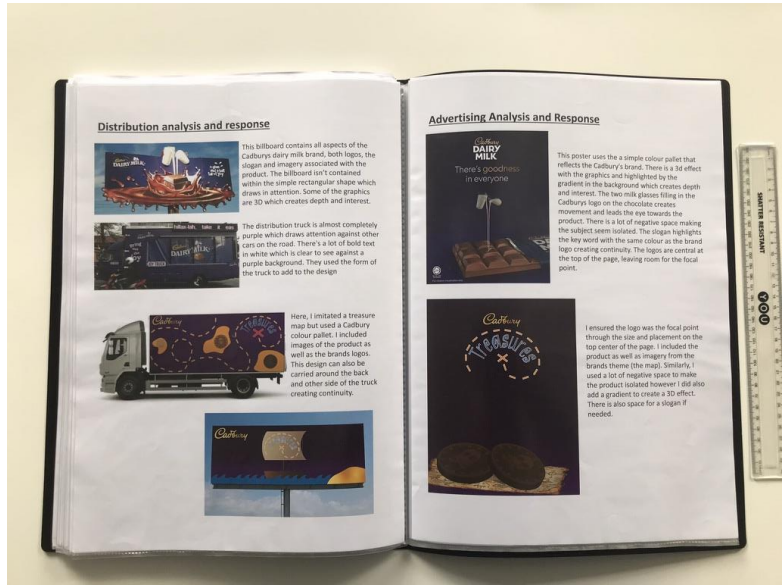 Distribution analysis and response
This billboard contains all aspects of the
Cadburys dairy milk brand, both logos, the
slogan and imagery associated with the
product. The billboard isn't contained
within the simple rectangular shape which
draws in attention. Some of the graphics
are 3D which creates depth and interest.
DAIRY MILK
The distribution truck is almost completely
purple which draws attention against other
cars on the road. There's a lot of bold text
in white which is clear to see against a
purple background. They used the form of
the truck to add to the design
DAIRY MILK
Here, I imitated a treasure
map but used a Cadbury
colour pallet. I included
images of the product as
well as the brands logos.
This design can also be
carried around the back
and other side of the truck
creating continuity.
Cadbury
Treasures
Cadbury
Advertising Analysis and Response
Cadbury
DAIRY
MILK
There's goodness
in everyone
This poster uses the a simple colour pallet that
reflects the Cadbury's brand. There is a 3d effect
with the graphics and highlighted by the
gradient in the background which creates depth
and interest. The two milk glasses filling in the
Cadburys logo on the chocolate creates
movement and leads the eye towards the
product. There is a lot of negative space making
the subject seem isolated. The slogan highlights
the key word with the same colour as the brand
logo creating continuity. The logos are central at
the top of the page, leaving room for the focal
point.
Cadbury
Treasures
I ensured the logo was the focal point
through the size and placement on the
top center of the page. I included the
product as well as imagery from the
brands theme (the map). Similarly, I
used a lot of negative space to make
the product isolated however I did also
add a gradient to create a 3D effect.
There is also space for a slogan if
needed.
SHATTER RESISTANT
YOU